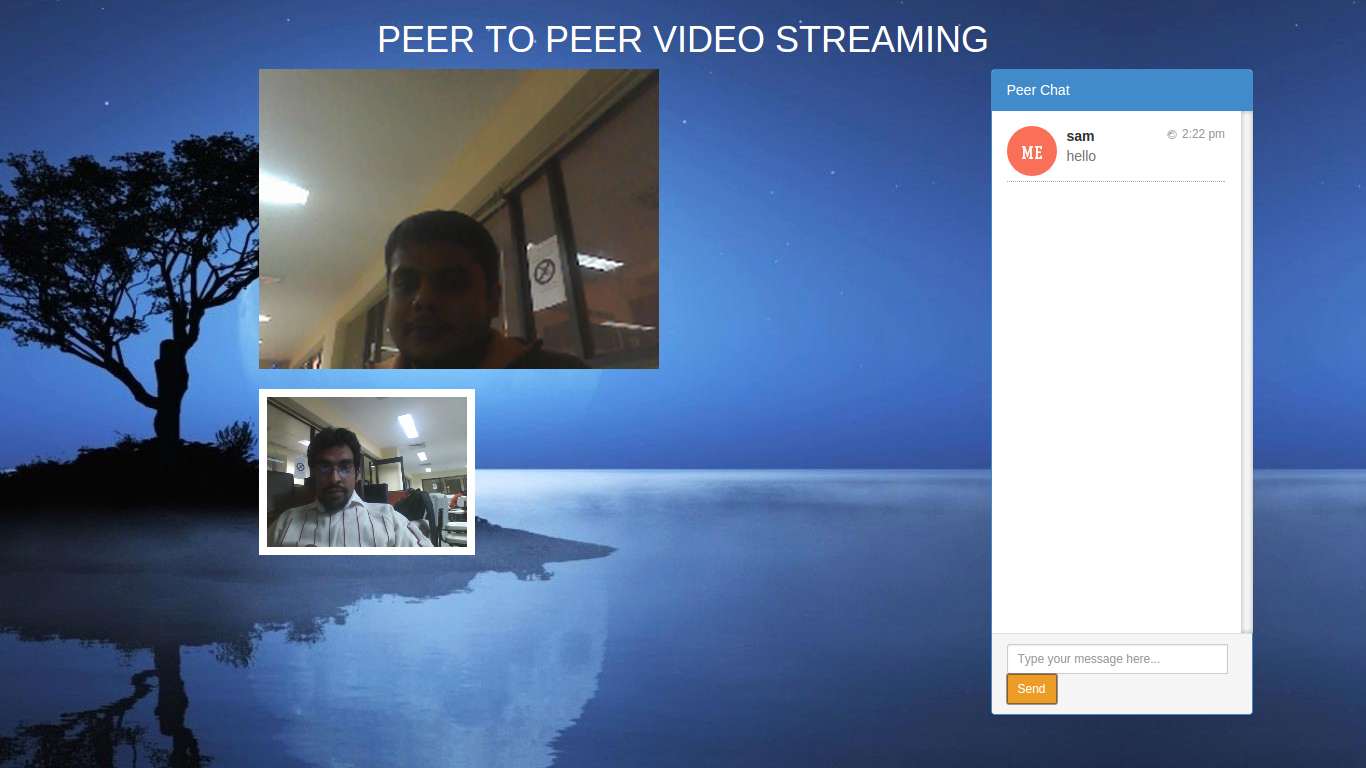 PEER TO PEER VIDEO STREAMING
Peer Chat
ME
sam
2:22 pm
hello
Type your message here...
Send